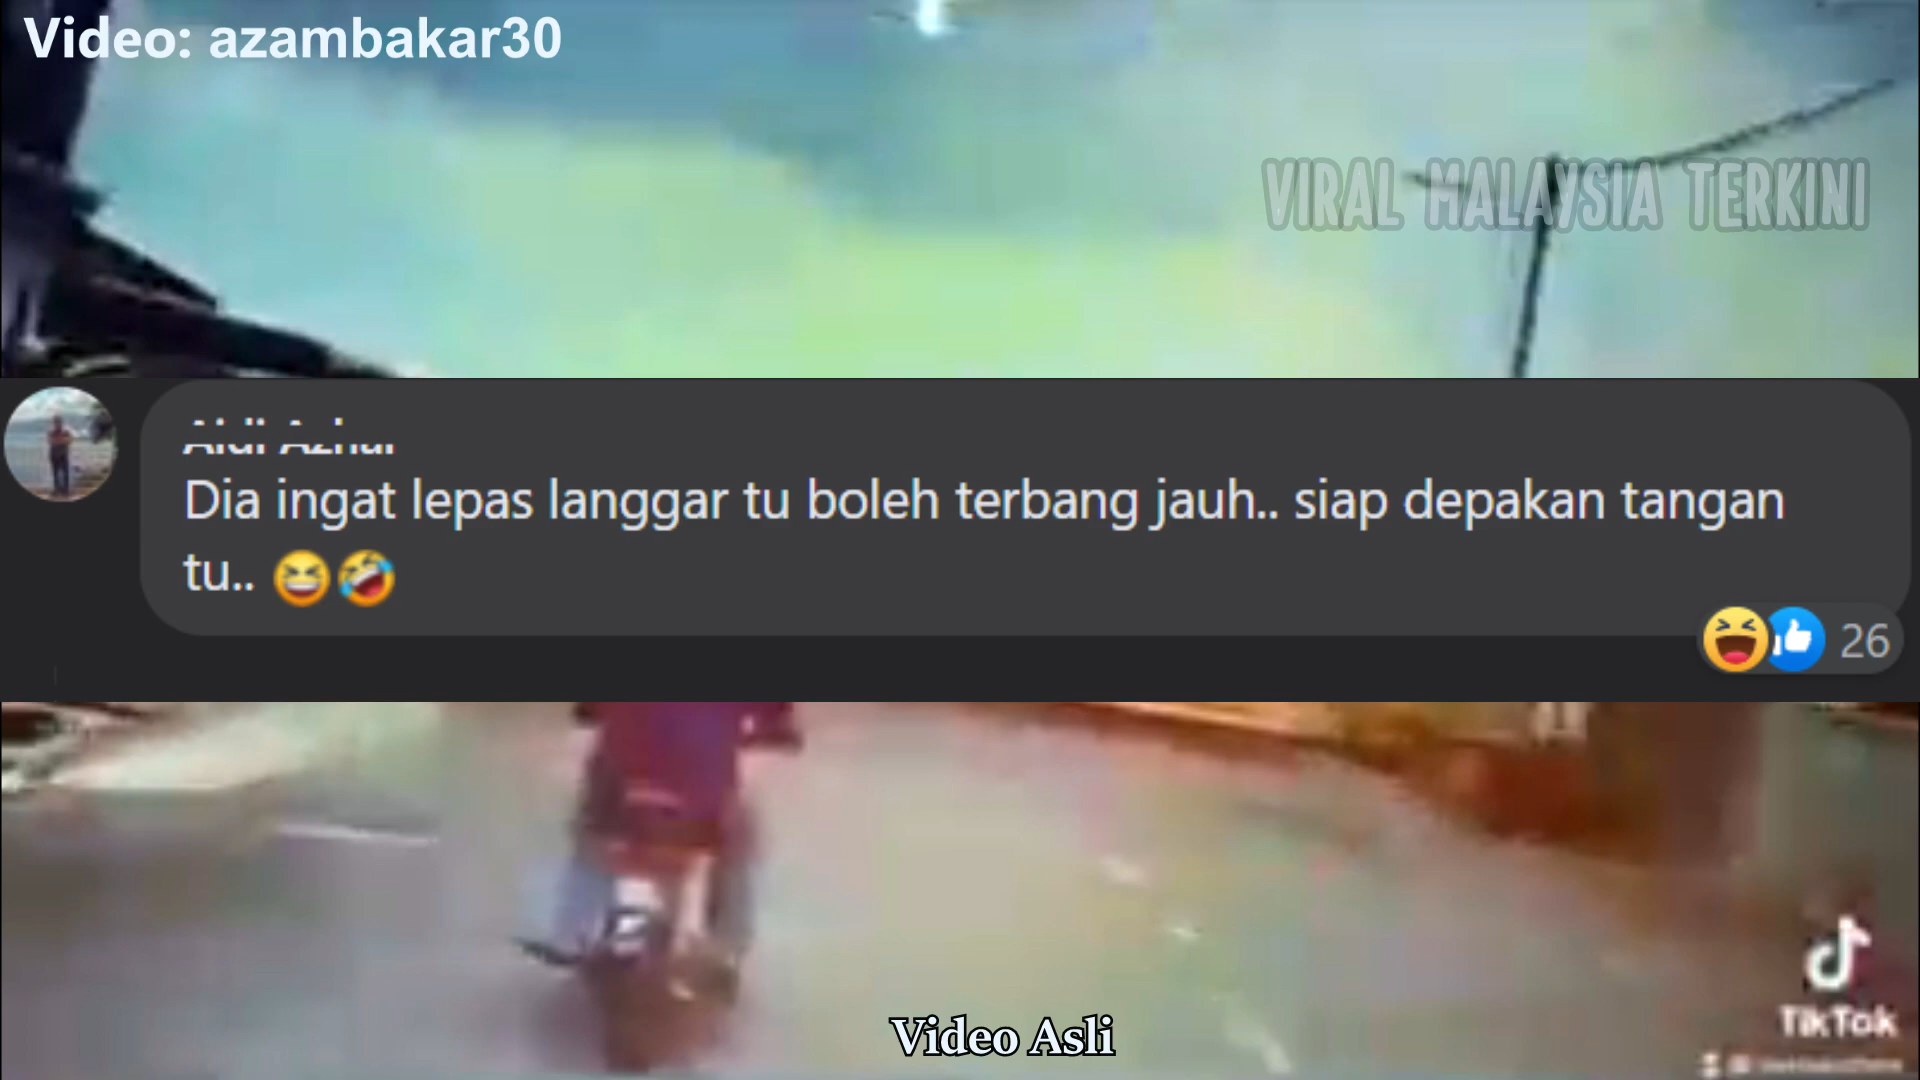 Video: azambakar30
VIRAL MALAYSIA TERKINI
Dia ingat lepas langgar tu boleh terbang jauh.. siap depakan tangan
tu.. 😆🤣
26
Video Asli
TikTok